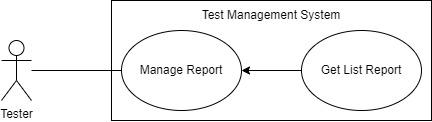 Test Management System
Manage Report
Get List Report
Tester